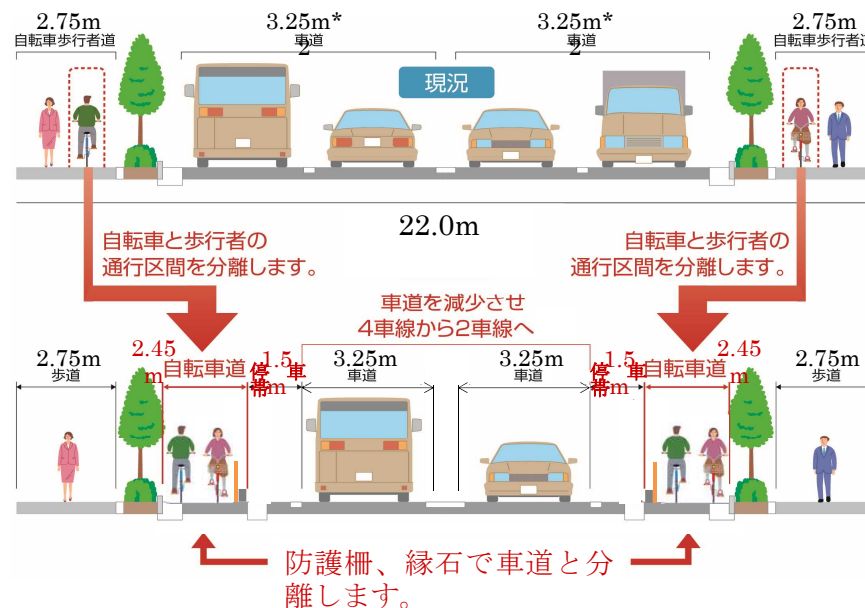 2.75m
自転車歩行者道
3.25m*2
車道
3.25m*2
車道
2.75m
自転車歩行者道
現況
22.0m
自転車と歩行者の
通行区間を分離します。
自転車と歩行者の
通行区間を分離します。
車道を減少させ
4車線から2車線へ
2.75m
歩道
2.45m
自転車道
1.5m
停車帯
3.25m
車道
3.25m
車道
1.5m
停車帯
自転車道
2.45m
2.75m
歩道
防護柵、縁石で車道と分
離します。